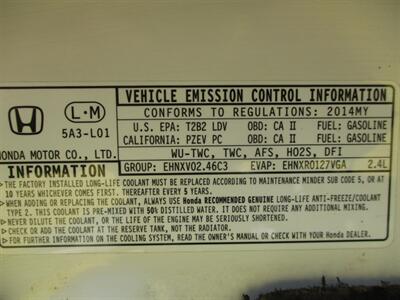 L·M
5A3-L01
HONDA MOTOR CO., LTD.
VEHICLE EMISSION CONTROL INFORMATION
CONFORMS TO REGULATIONS: 2014MY
U.S. EPA: T2B2 LDV OBD: CA II FUEL: GASOLINE
CALIFORNIA: PZEV PC OBD: CA II FUEL: GASOLINE
WU-TWC, TWC, AFS, HO2S, DFI
GROUP: EHNXV02.46C3 EVAP: EHNXR0127VGA 2.4L
INFORMATION
THE FACTORY INSTALLED LONG-LIFE COOLANT MUST BE REPLACED ACCORDING TO MAINTENANCE MINDER SUB CODE 5, OR AT
10 YEARS WHICHEVER COMES FIRST. THEREAFTER EVERY 5 YEARS.
WHEN ADDING OR REPLACING THE COOLANT, ALWAYS USE Honda RECOMMENDED GENUINE LONG-LIFE ANTI-FREEZE/COOLANT
TYPE 2. THIS COOLANT IS PRE-MIXED WITH 50% DISTILLED WATER. IT DOES NOT REQUIRE ANY ADDITIONAL MIXING.
NEVER DILUTE THE COOLANT, OR THE LIFE OF THE ENGINE MAY BE SERIOUSLY SHORTENED.
CHECK OR ADD THE COOLANT AT THE RESERVE TANK, NOT THE RADIATOR.
FOR FURTHER INFORMATION ON THE COOLING SYSTEM, READ THE OWNER'S MANUAL OR CHECK WITH YOUR HONDA DEALER.